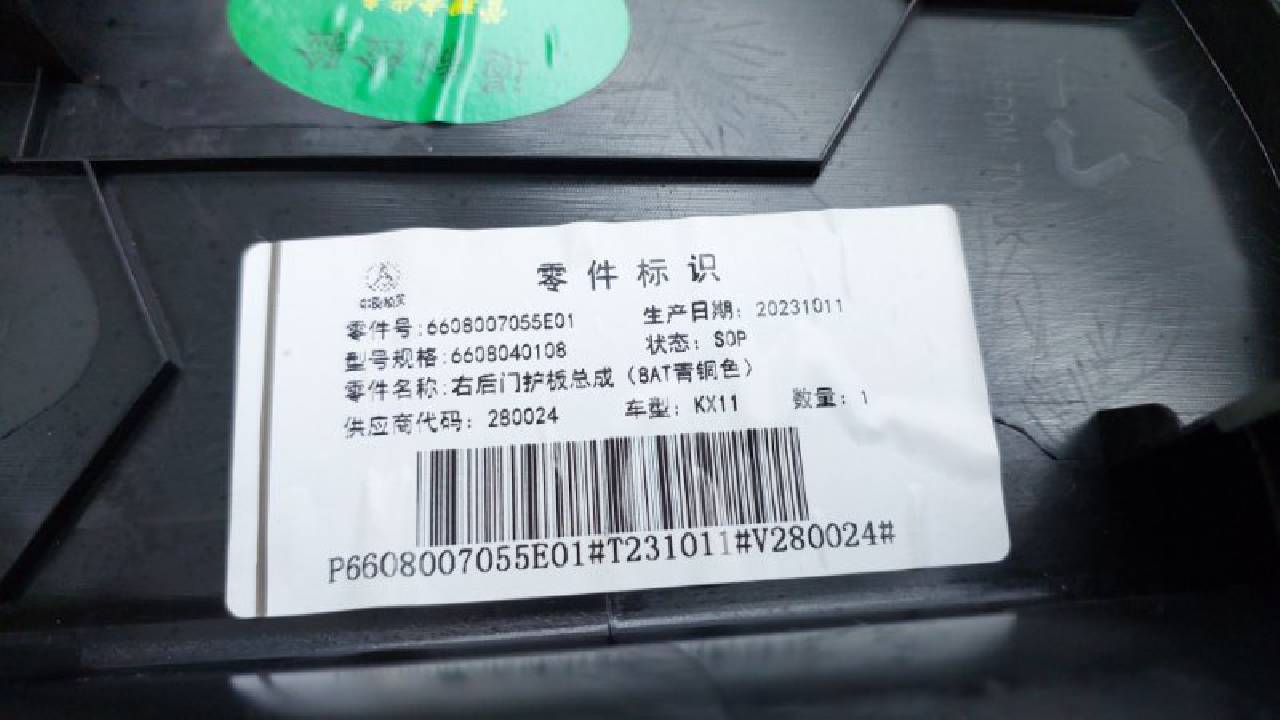 零件标识
零件号:6608007055E01 生产日期: 20231011
型号规格:6608040108 状态: SOP
零件名称:右后门护板总成（BAT青铜色）
供应商代码: 280024 车型: KX11 数量: 1
P6608007055E01#T231011#V280024#